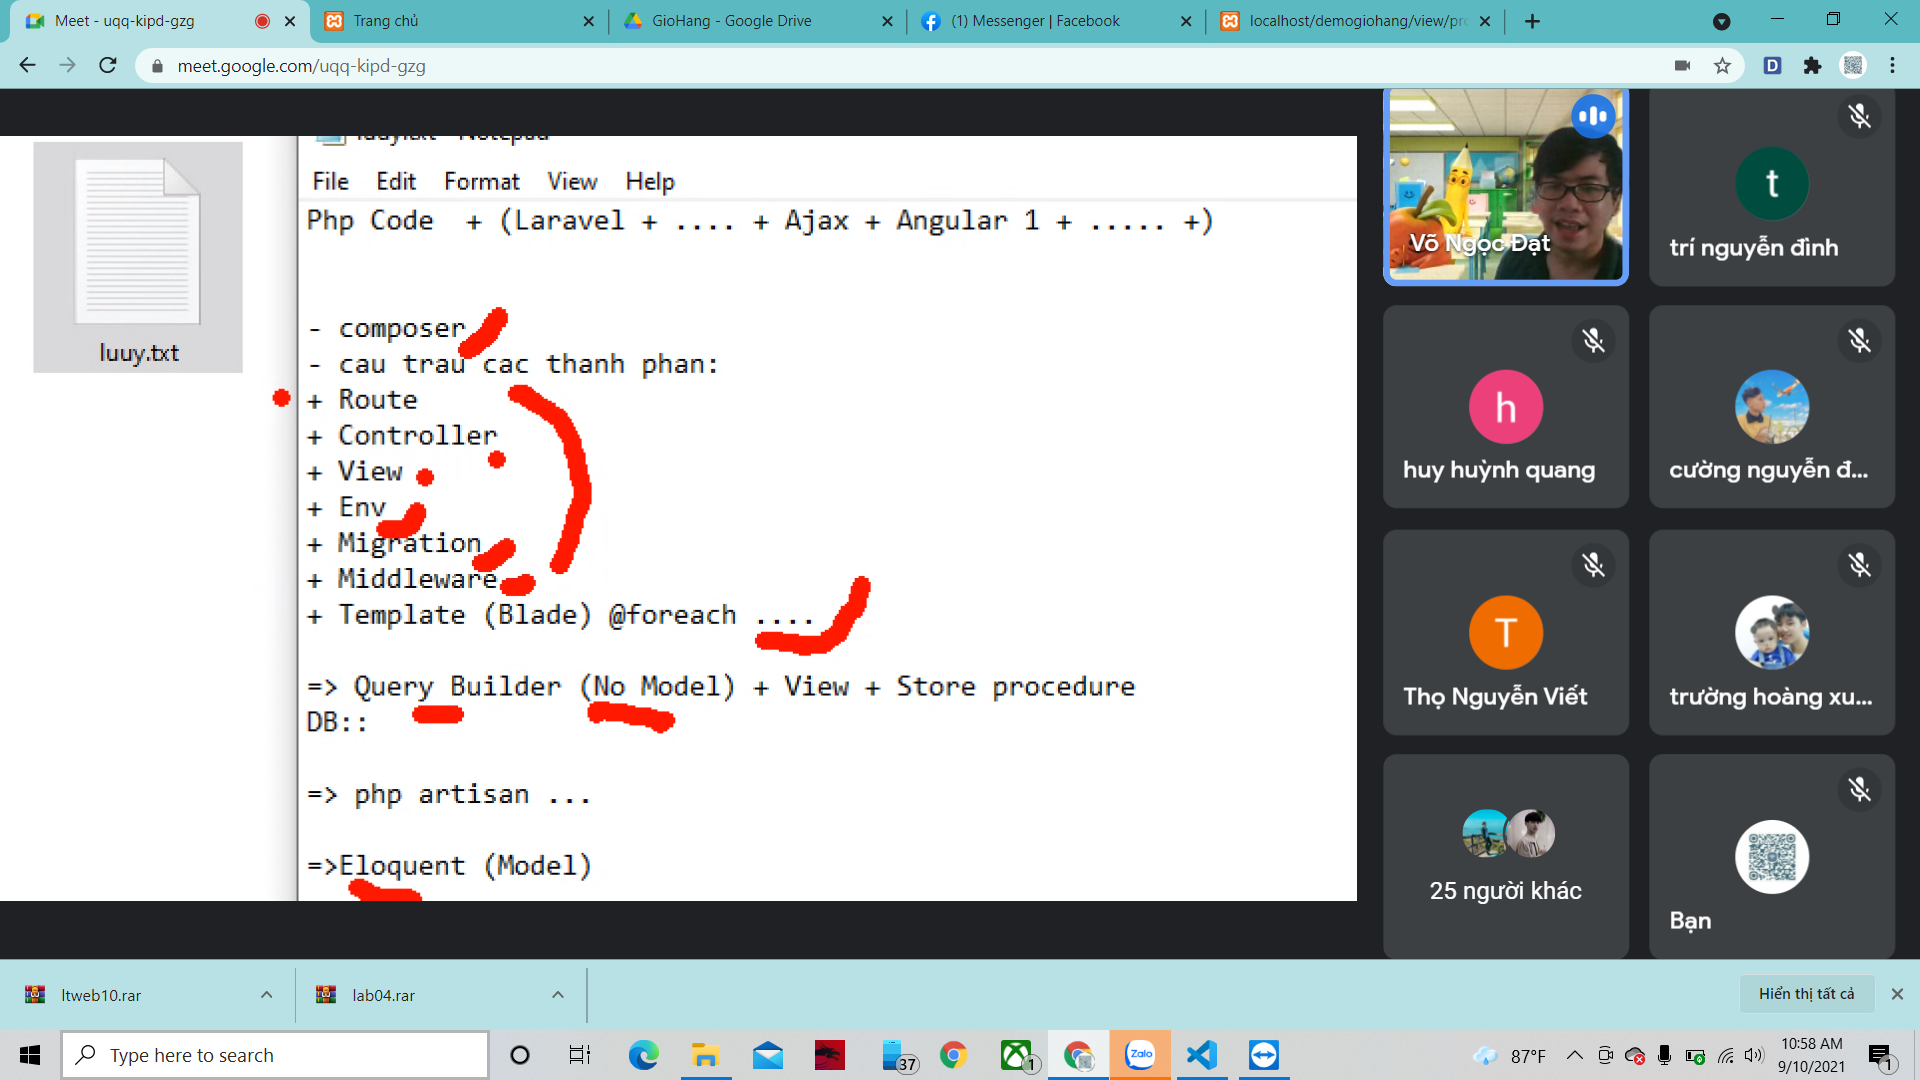 Meet - uqq-kipd-gzg
Trang chủ
GioHang - Google Drive
(1) Messenger | Facebook
localhost/demogiohang/view/pro
meet.google.com/uqq-kipd-gzg
luuy.txt
File Edit Format View Help
Php Code + (Laravel + .... + Ajax + Angular 1 + ..... +)
- composer
- cau trau cac thanh phan:
+ Route
+ Controller
+ View
+ Env
+ Migration
+ Middleware
+ Template (Blade) @foreach ....
=> Query Builder (No Model) + View + Store procedure
DB::
=> php artisan ...
=>Eloquent (Model)
Võ Ngọc Đạt
t
trí nguyễn đình
h
huy huỳnh quang
cường nguyễn đ...
T
Thọ Nguyễn Viết
trường hoàng xu...
25 người khác
Bạn
ltweb10.rar
lab04.rar
Hiển thị tất cả
Type here to search
37
1
Zalo
87°F
10:58 AM
9/10/2021
1